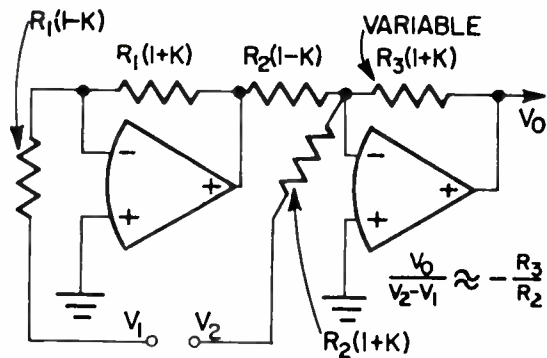 R1(1-K)
R1(1+K)
R2(1-K)
VARIABLE
R3(1+K)
V0
-
+
+
-
+
+
V0
V2-V1
≈ -
R3
R2
V1
V2
R2(1+K)